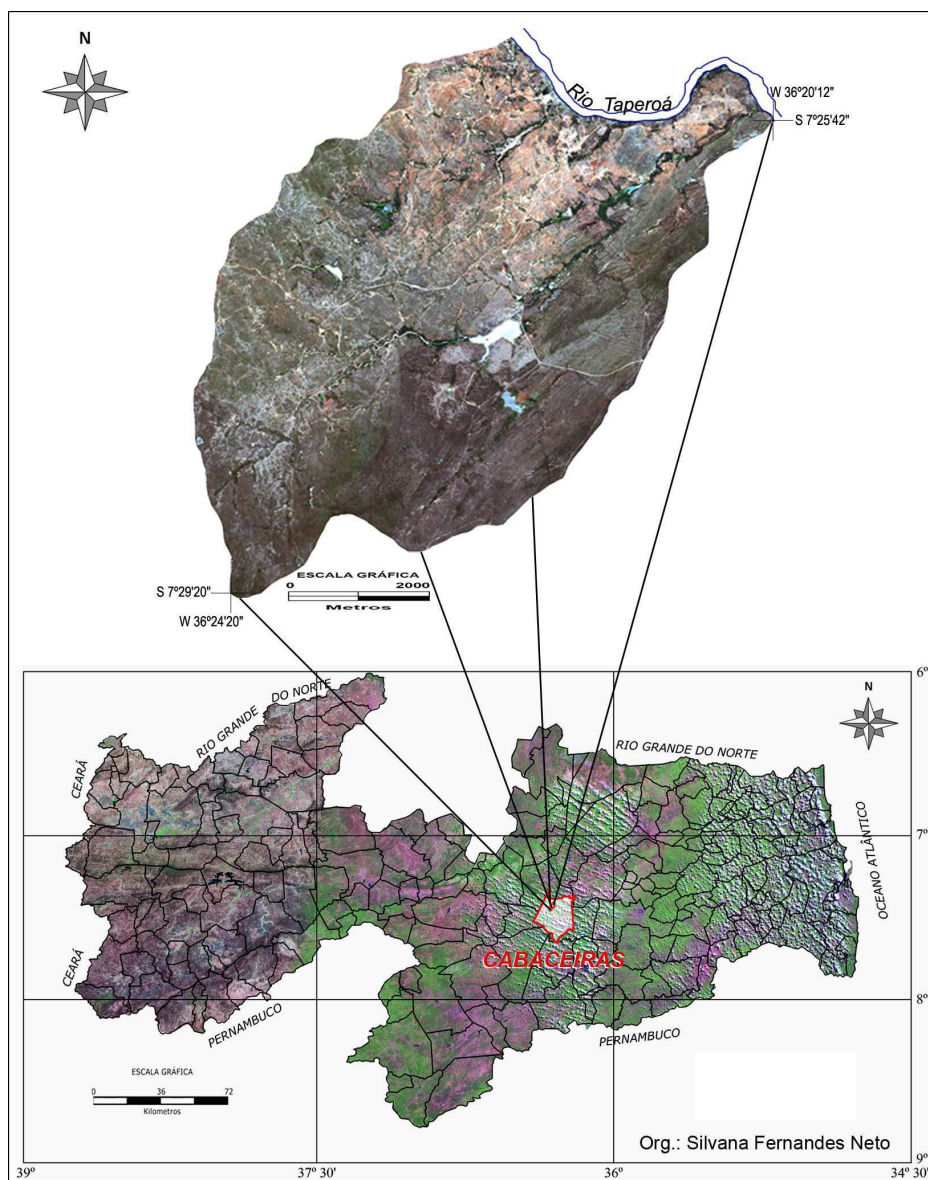 N
Rio Taperoá
W 36º20'12"
S 7º25'42"
ESCALA GRÁFICA
0 2000
Metros
S 7º29'20"
W 36º24'20"
6º
N
RIO GRANDE DO NORTE
RIO GRANDE DO NORTE
CEARÁ
7º
OCEANO ATLÂNTICO
CABACEIRAS
CEARÁ
8º
PERNAMBUCO
PERNAMBUCO
ESCALA GRÁFICA
0 36 72
Kilometros
Org.: Silvana Fernandes Neto
9º
39º 37º 30' 36º 34º 30'